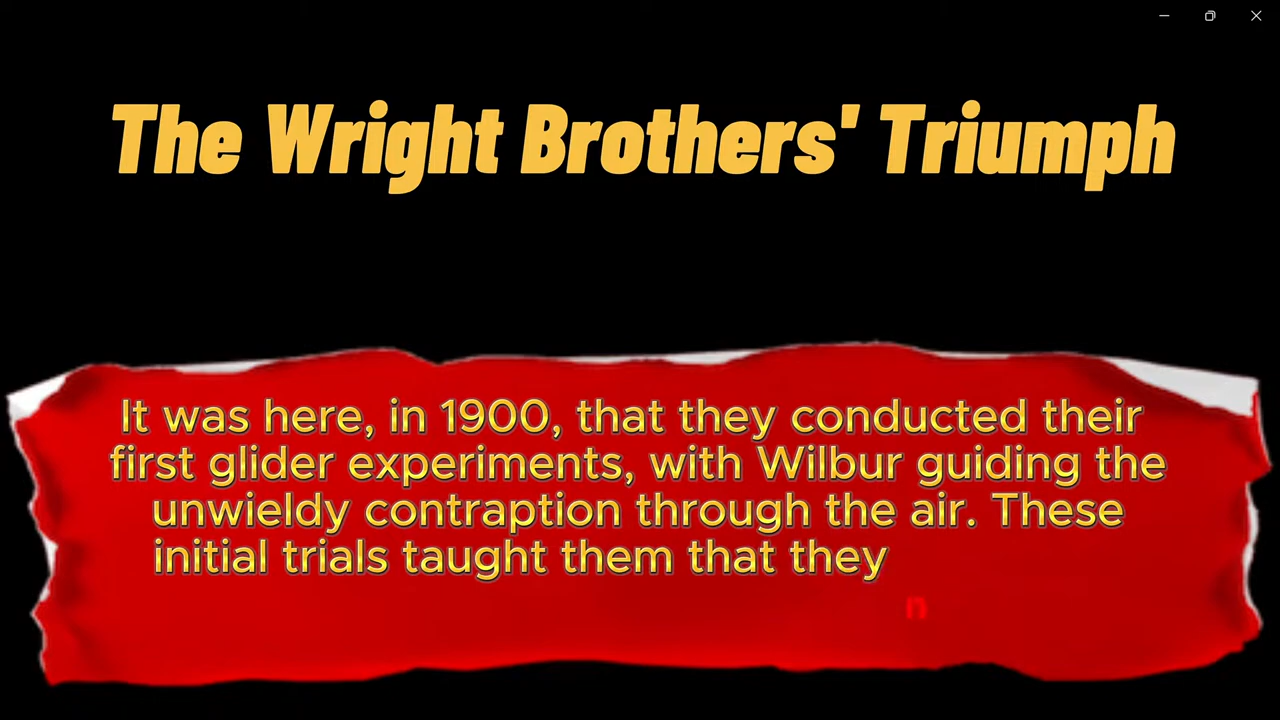 The Wright Brothers' Triumph
It was here, in 1900, that they conducted their
first glider experiments, with Wilbur guiding the
unwieldy contraption through the air. These
initial trials taught them that they
n